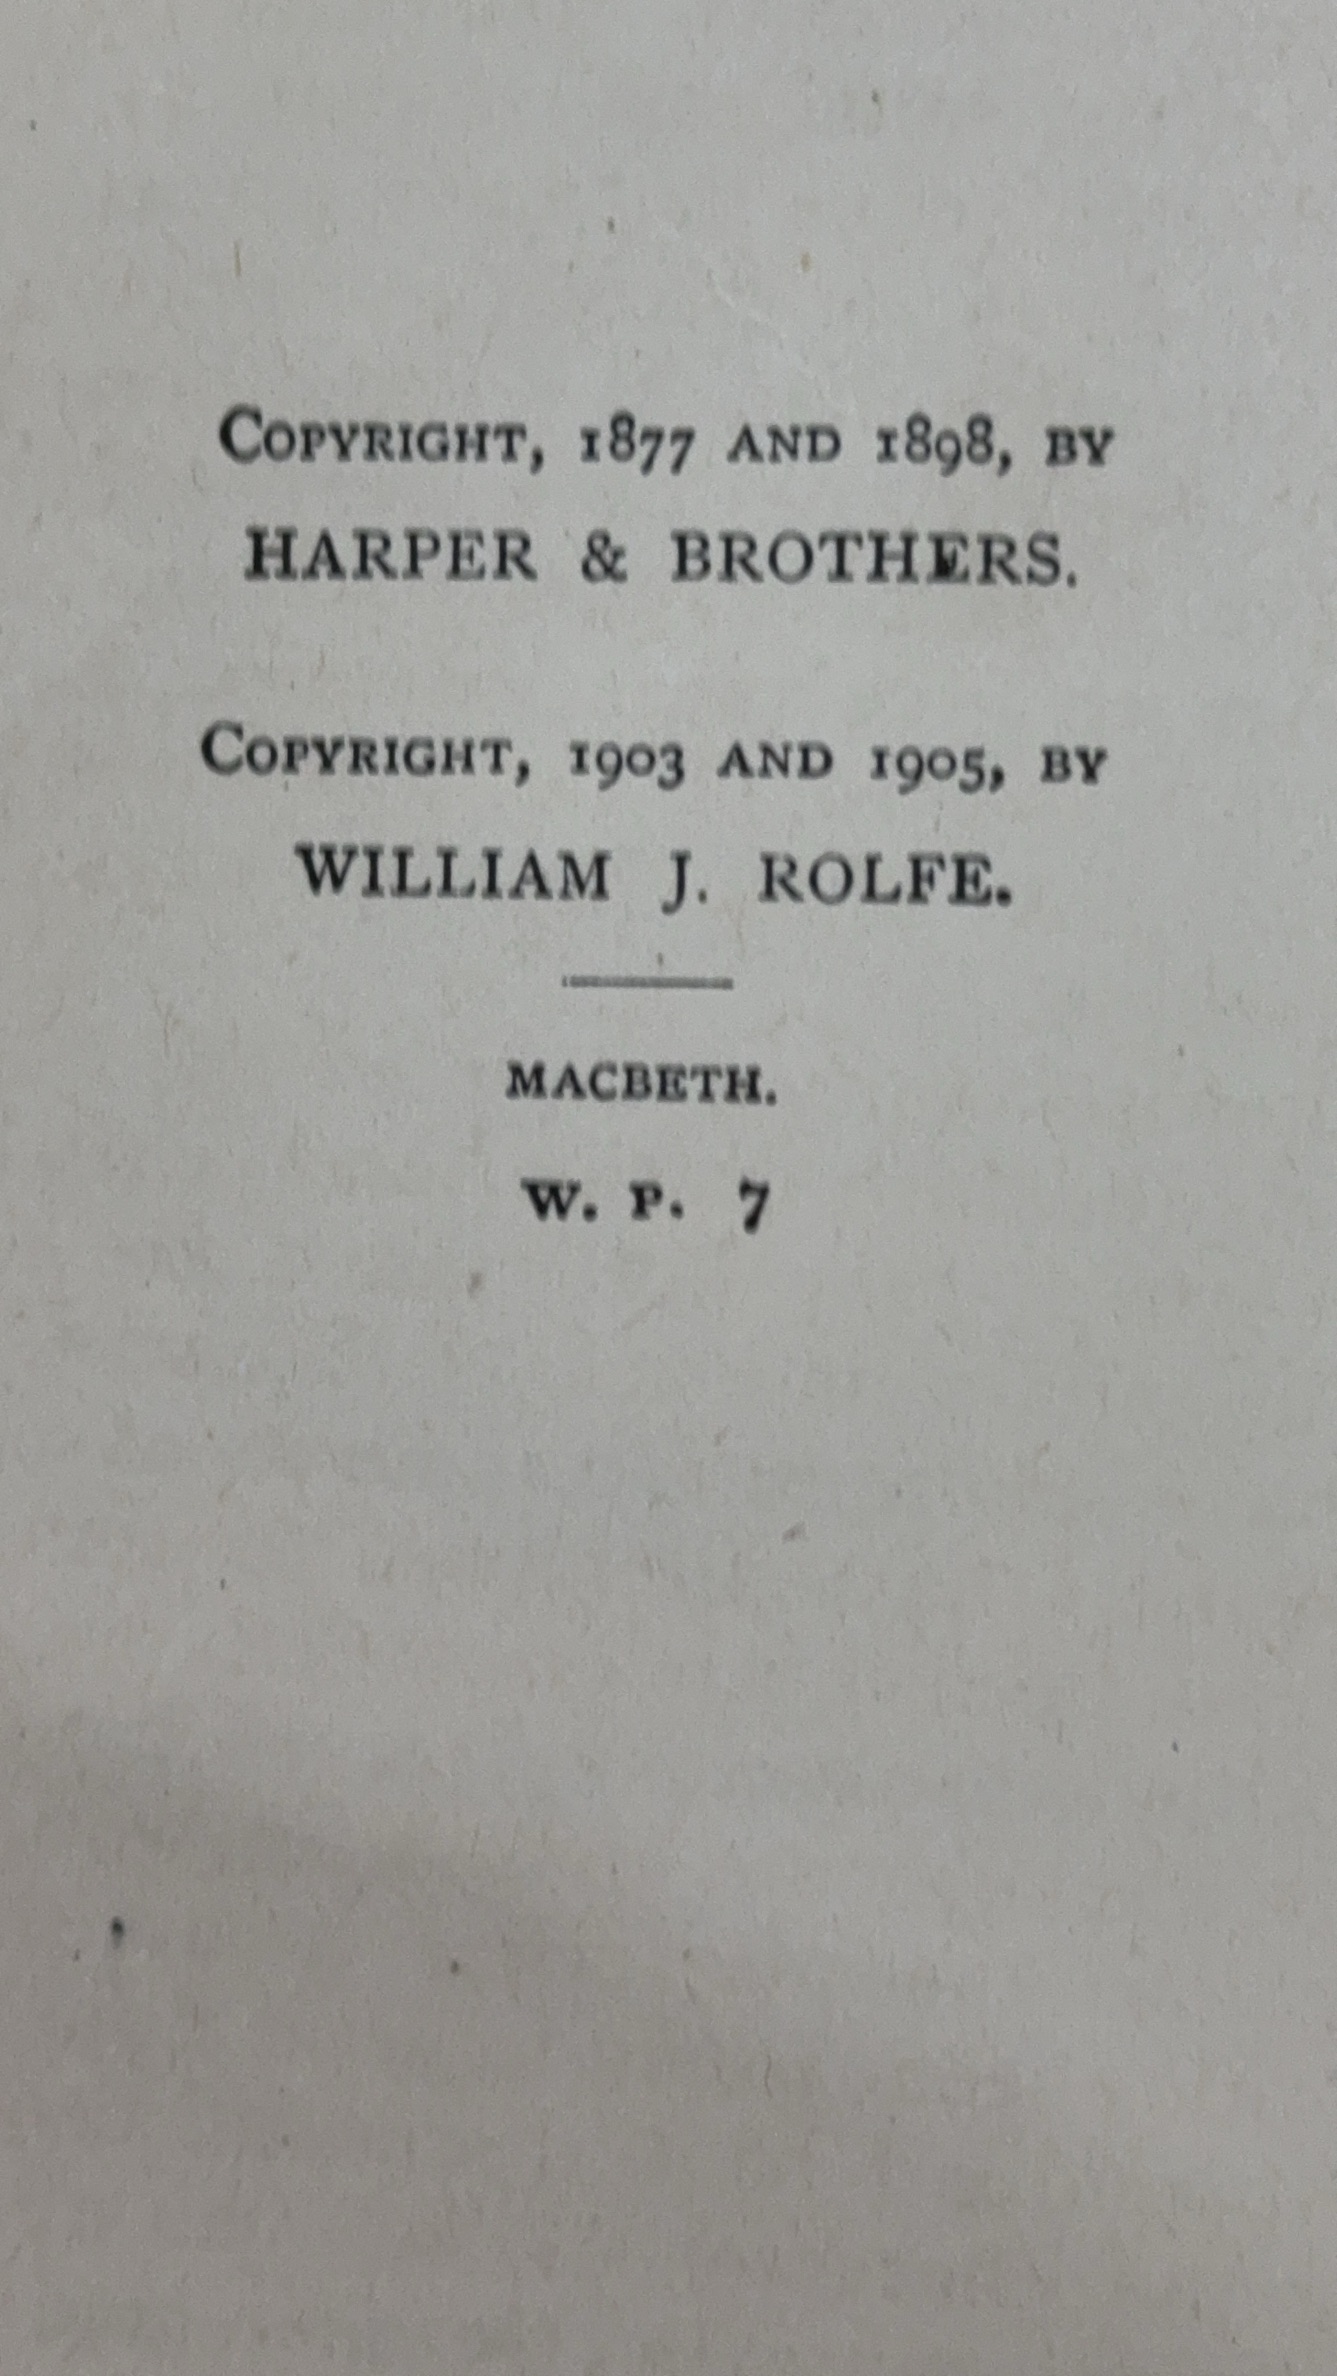 COPYRIGHT, 1877 AND 1898, BY
HARPER & BROTHERS.
COPYRIGHT, 1903 AND 1905, BY
WILLIAM J. ROLFE.
MACBETH.
W. P. 7